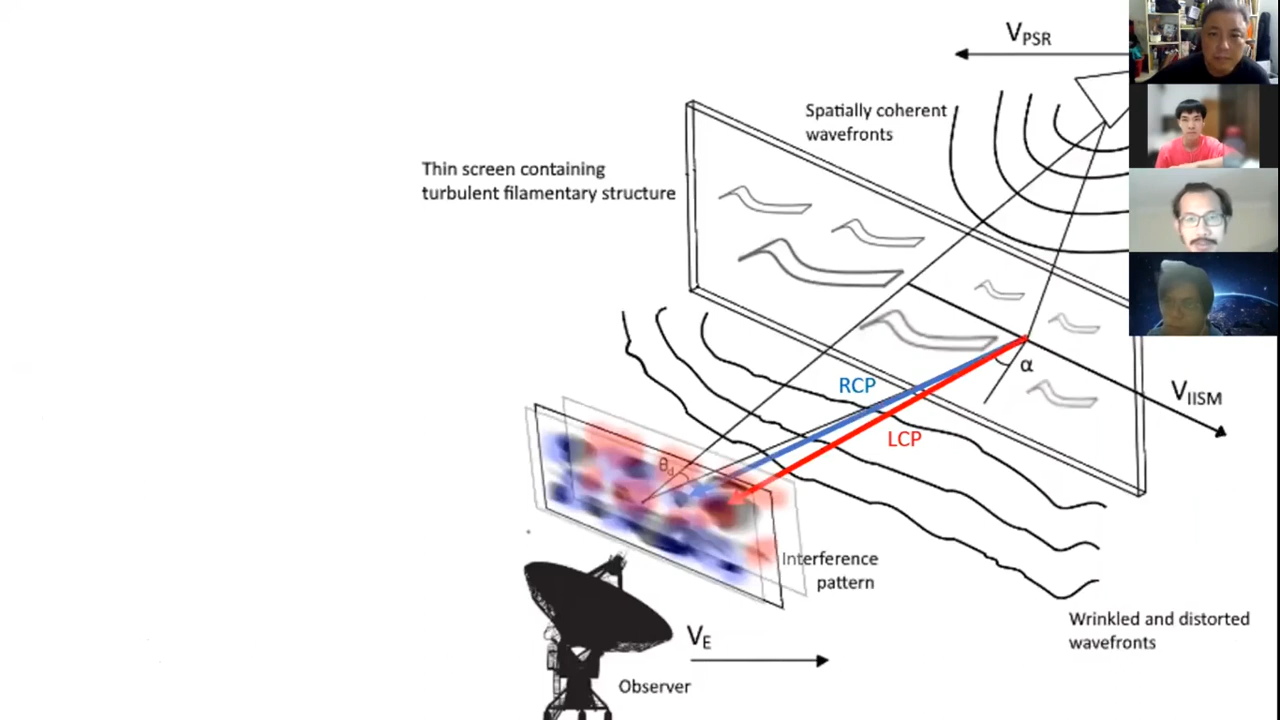 V_PSR
Spatially coherent
wavefronts
Thin screen containing
turbulent filamentary structure
α
RCP
V_IISM
LCP
θ_d
Interference
pattern
Wrinkled and distorted
wavefronts
V_E
Observer